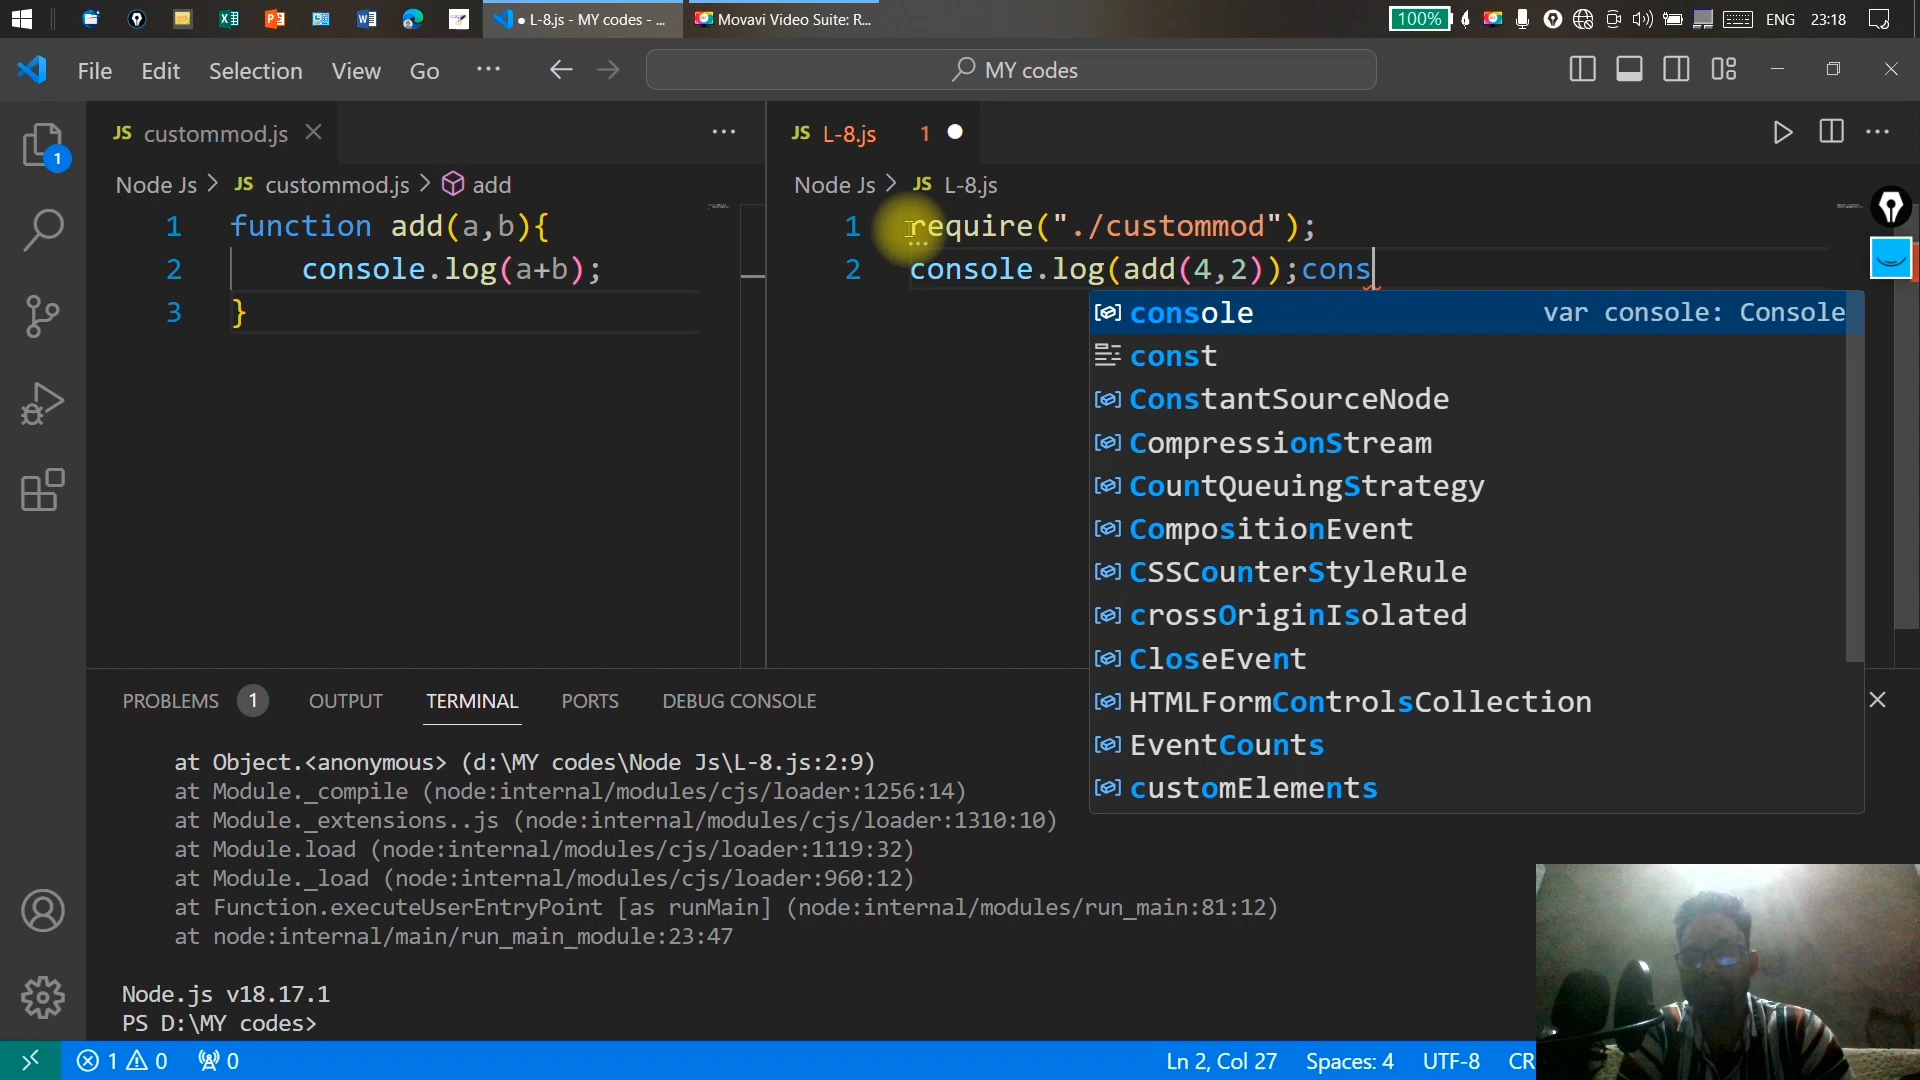 L-8.js - MY codes - ...
Movavi Video Suite: R...
100%
ENG
23:18
File Edit Selection View Go ...
MY codes
JS custommod.js
JS L-8.js 1
Node Js > JS custommod.js > add
Node Js > JS L-8.js
1 function add(a,b){
2 console.log(a+b);
3 }
1 require("./custommod");
2 console.log(add(4,2));cons
console var console: Console
const
ConstantSourceNode
CompressionStream
CountQueuingStrategy
CompositionEvent
CSSCounterStyleRule
crossOriginIsolated
CloseEvent
HTMLFormControlsCollection
EventCounts
customElements
1
PROBLEMS 1 OUTPUT TERMINAL PORTS DEBUG CONSOLE
at Object.<anonymous> (d:\MY codes\Node Js\L-8.js:2:9)
at Module._compile (node:internal/modules/cjs/loader:1256:14)
at Module._extensions..js (node:internal/modules/cjs/loader:1310:10)
at Module.load (node:internal/modules/cjs/loader:1119:32)
at Module._load (node:internal/modules/cjs/loader:960:12)
at Function.executeUserEntryPoint [as runMain] (node:internal/modules/run_main:81:12)
at node:internal/main/run_main_module:23:47
Node.js v18.17.1
PS D:\MY codes>
1 0 0
Ln 2, Col 27 Spaces: 4 UTF-8 CR